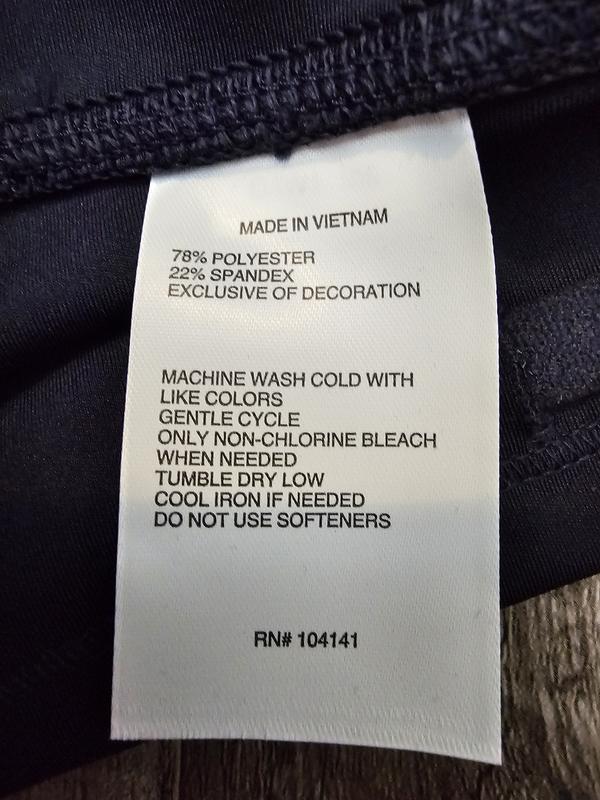 MADE IN VIETNAM
78% POLYESTER
22% SPANDEX
EXCLUSIVE OF DECORATION
MACHINE WASH COLD WITH
LIKE COLORS
GENTLE CYCLE
ONLY NON-CHLORINE BLEACH
WHEN NEEDED
TUMBLE DRY LOW
COOL IRON IF NEEDED
DO NOT USE SOFTENERS
RN# 104141